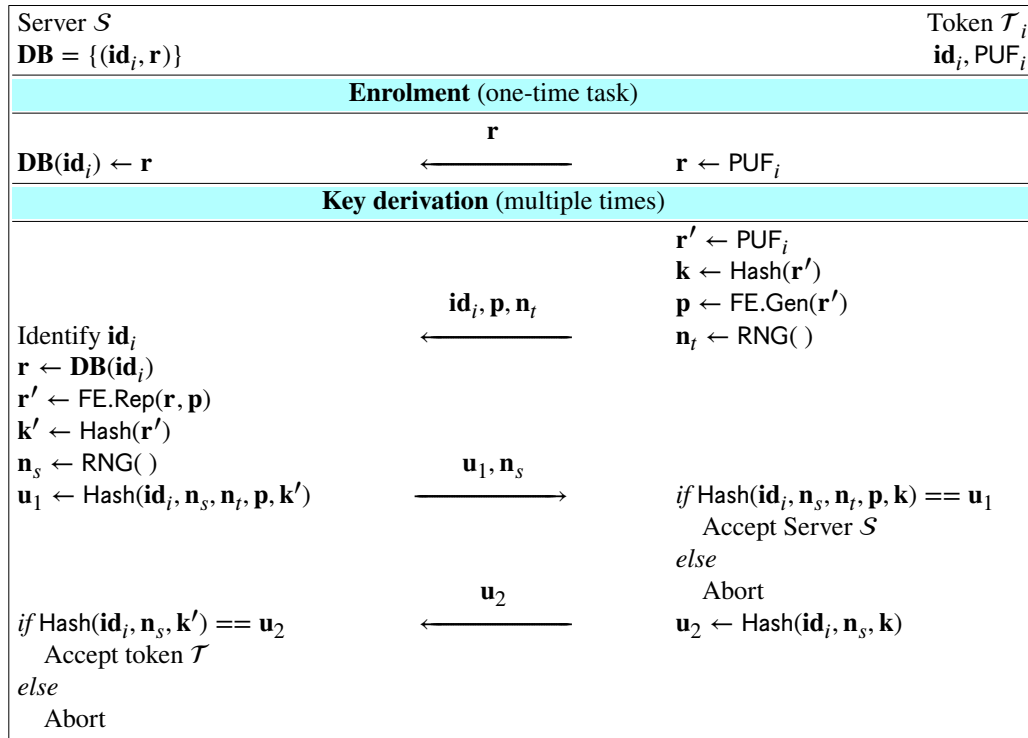 Server 𝒮 Token 𝒯ᵢ
DB = {(idᵢ, r)} idᵢ, PUFᵢ
Enrolment (one-time task)
r
DB(idᵢ) ← r ⟵ r ← PUFᵢ
Key derivation (multiple times)
r′ ← PUFᵢ
k ← Hash(r′)
idᵢ, p, nₜ p ← FE.Gen(r′)
Identify idᵢ ⟵ nₜ ← RNG( )
r ← DB(idᵢ)
r′ ← FE.Rep(r, p)
k′ ← Hash(r′)
nₛ ← RNG( ) u₁, nₛ
u₁ ← Hash(idᵢ, nₛ, nₜ, p, k′) ⟶ if Hash(idᵢ, nₛ, nₜ, p, k) == u₁
Accept Server 𝒮
else
u₂ Abort
if Hash(idᵢ, nₛ, k′) == u₂ ⟵ u₂ ← Hash(idᵢ, nₛ, k)
Accept token 𝒯
else
Abort